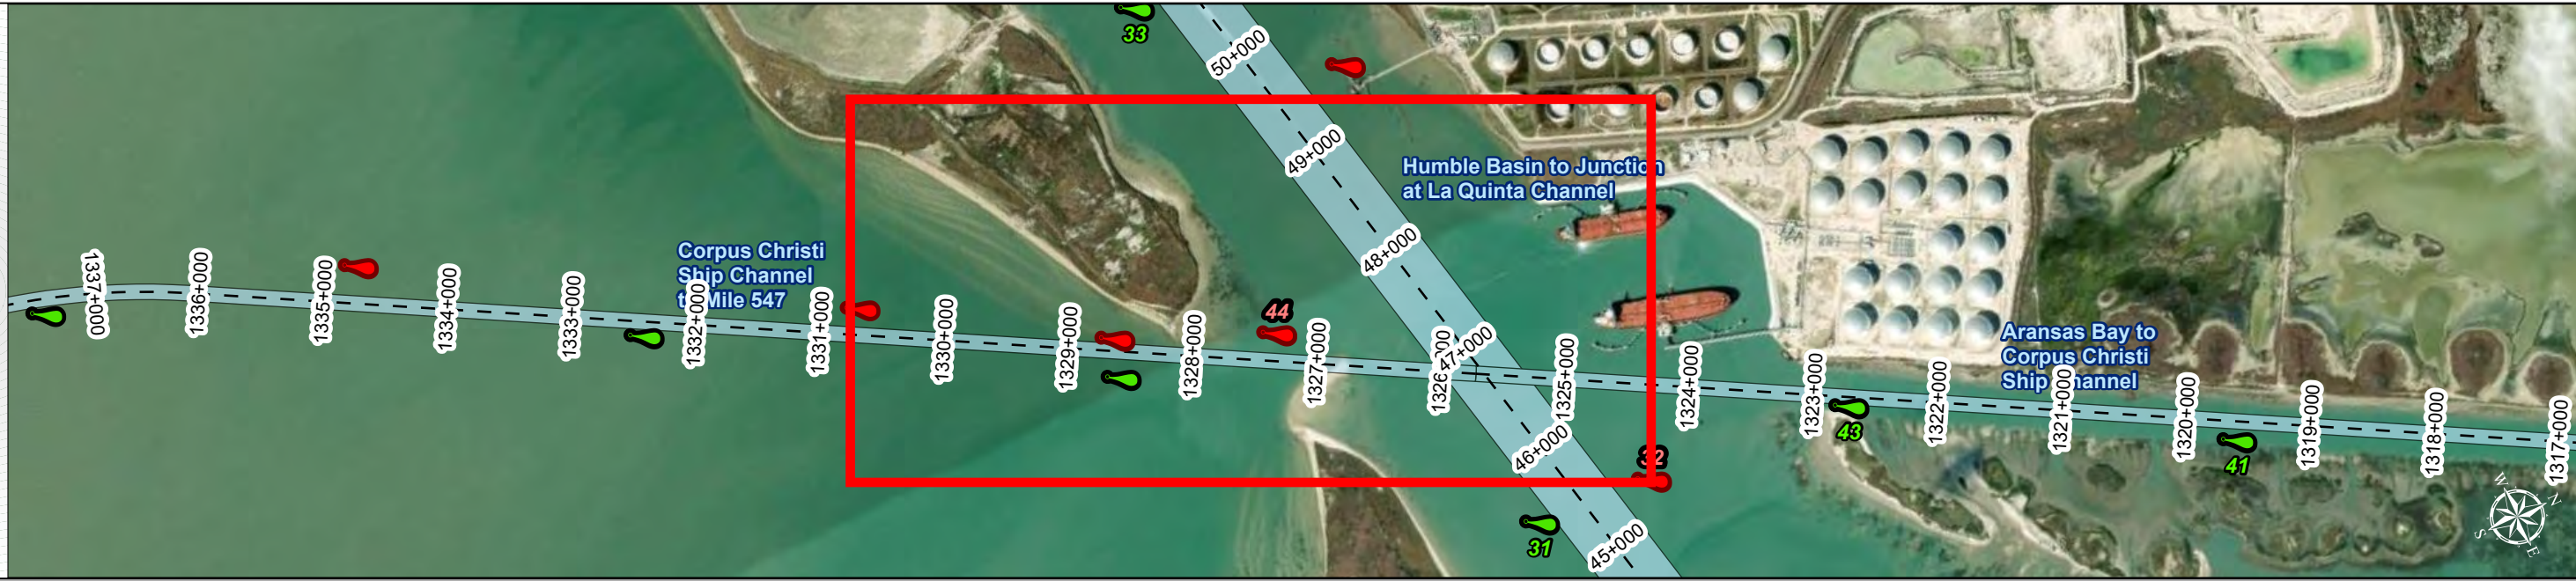 33
50+000
49+000
Humble Basin to Junction
at La Quinta Channel
48+000
Corpus Christi
Ship Channel
to Mile 547
1337+000
1336+000
1335+000
1334+000
1333+000
1332+000
1331+000
1330+000
1329+000
1328+000
44
1327+000
47+000
1325+000
1324+000
1323+000
1322+000
Aransas Bay to
Corpus Christi
Ship Channel
1321+000
1320+000
1319+000
1318+000
1317+000
43
41
46+000
32
31
45+000
W
N
S
E